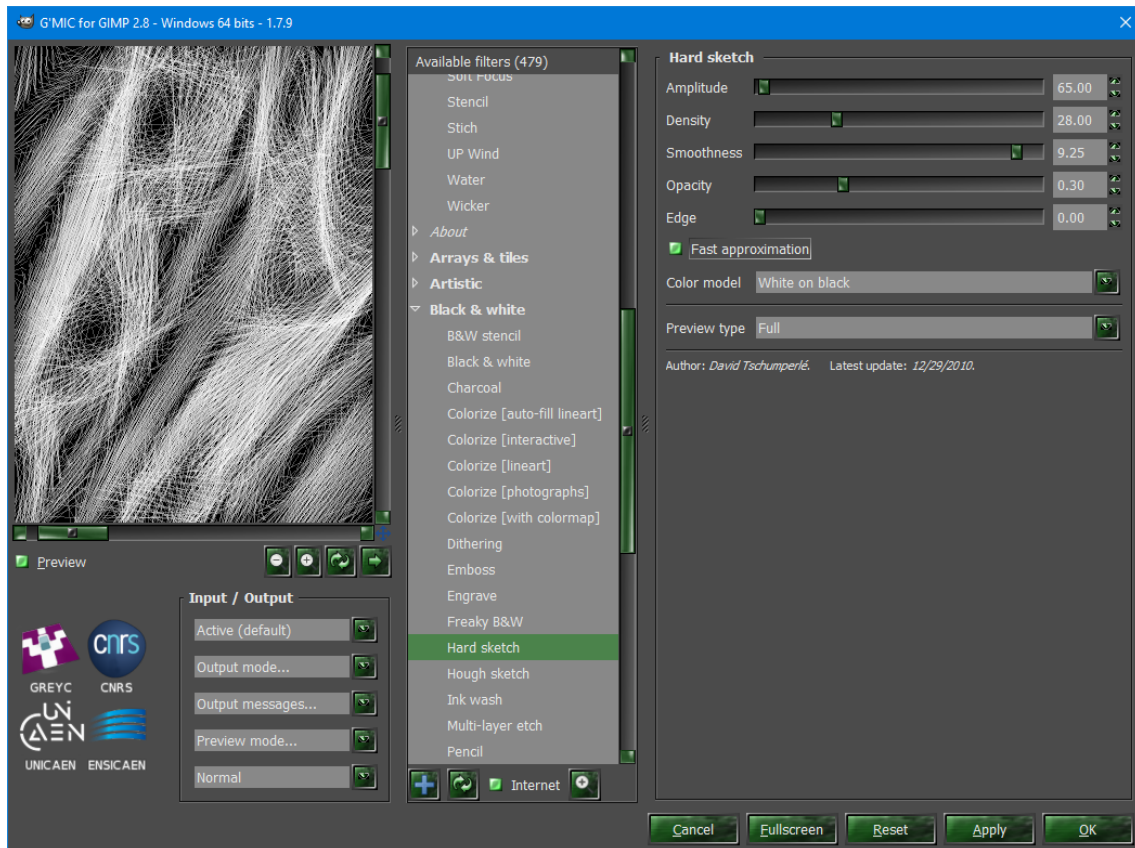 G'MIC for GIMP 2.8 - Windows 64 bits - 1.7.9
Preview
GREYC CNRS
cnrs
UNICAEN ENSICAEN
UNI
CAEN
Input / Output
Active (default)
Output mode...
Output messages...
Preview mode...
Normal
Available filters (479)
Soft Focus
Stencil
Stich
UP Wind
Water
Wicker
About
Arrays & tiles
Artistic
Black & white
B&W stencil
Black & white
Charcoal
Colorize [auto-fill lineart]
Colorize [interactive]
Colorize [lineart]
Colorize [photographs]
Colorize [with colormap]
Dithering
Emboss
Engrave
Freaky B&W
Hard sketch
Hough sketch
Ink wash
Multi-layer etch
Pencil
Internet
Hard sketch
Amplitude 65.00
Density 28.00
Smoothness 9.25
Opacity 0.30
Edge 0.00
Fast approximation
Color model White on black
Preview type Full
Author: David Tschumperlé. Latest update: 12/29/2010.
Cancel Fullscreen Reset Apply OK